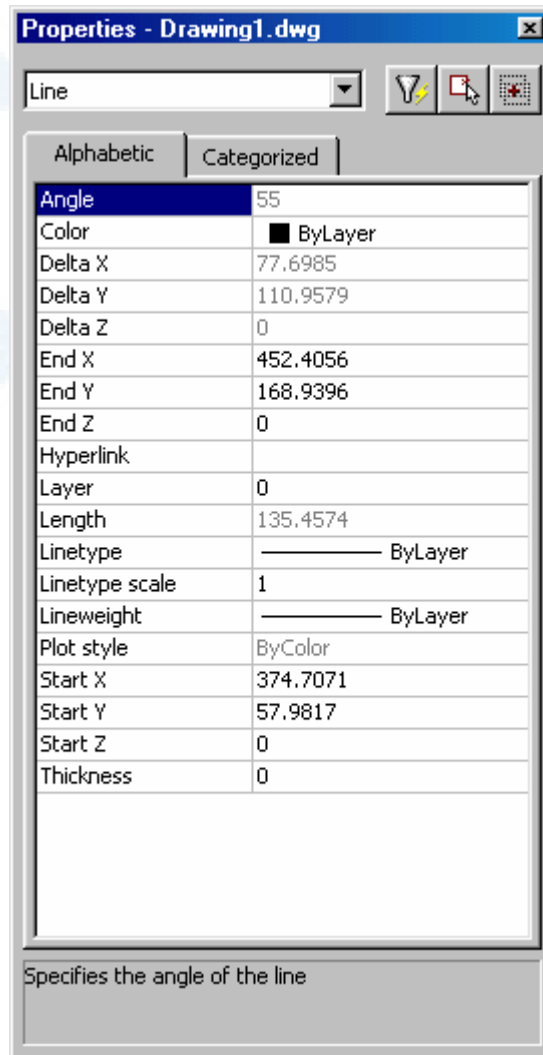 Properties - Drawing1.dwg
Line
Alphabetic Categorized
Angle 55
Color ByLayer
Delta X 77.6985
Delta Y 110.9579
Delta Z 0
End X 452.4056
End Y 168.9396
End Z 0
Hyperlink
Layer 0
Length 135.4574
Linetype ByLayer
Linetype scale 1
Lineweight ByLayer
Plot style ByColor
Start X 374.7071
Start Y 57.9817
Start Z 0
Thickness 0
Specifies the angle of the line